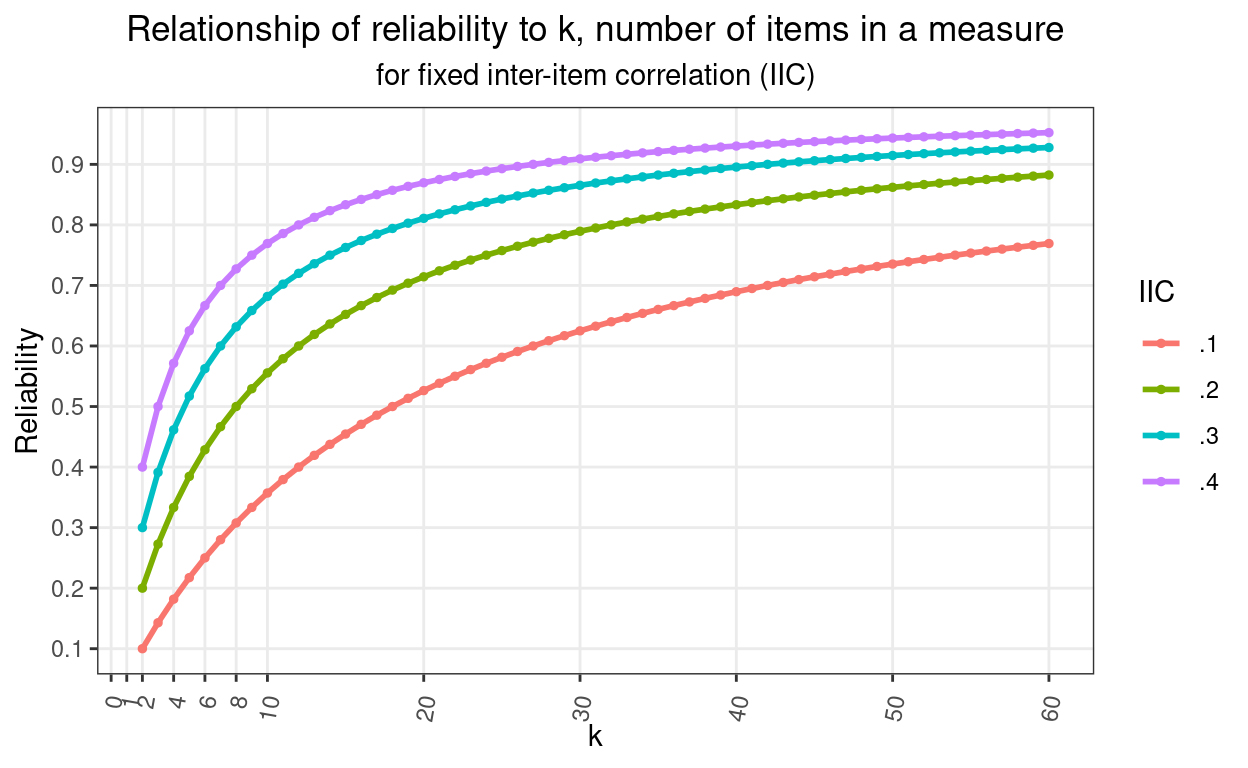 Relationship of reliability to k, number of items in a measure
for fixed inter-item correlation (IIC)
Reliability
0.9
0.8
0.7
0.6
0.5
0.4
0.3
0.2
0.1
0 1 2 4 6 8 10 20 30 40 50 60
k
IIC
.1
.2
.3
.4